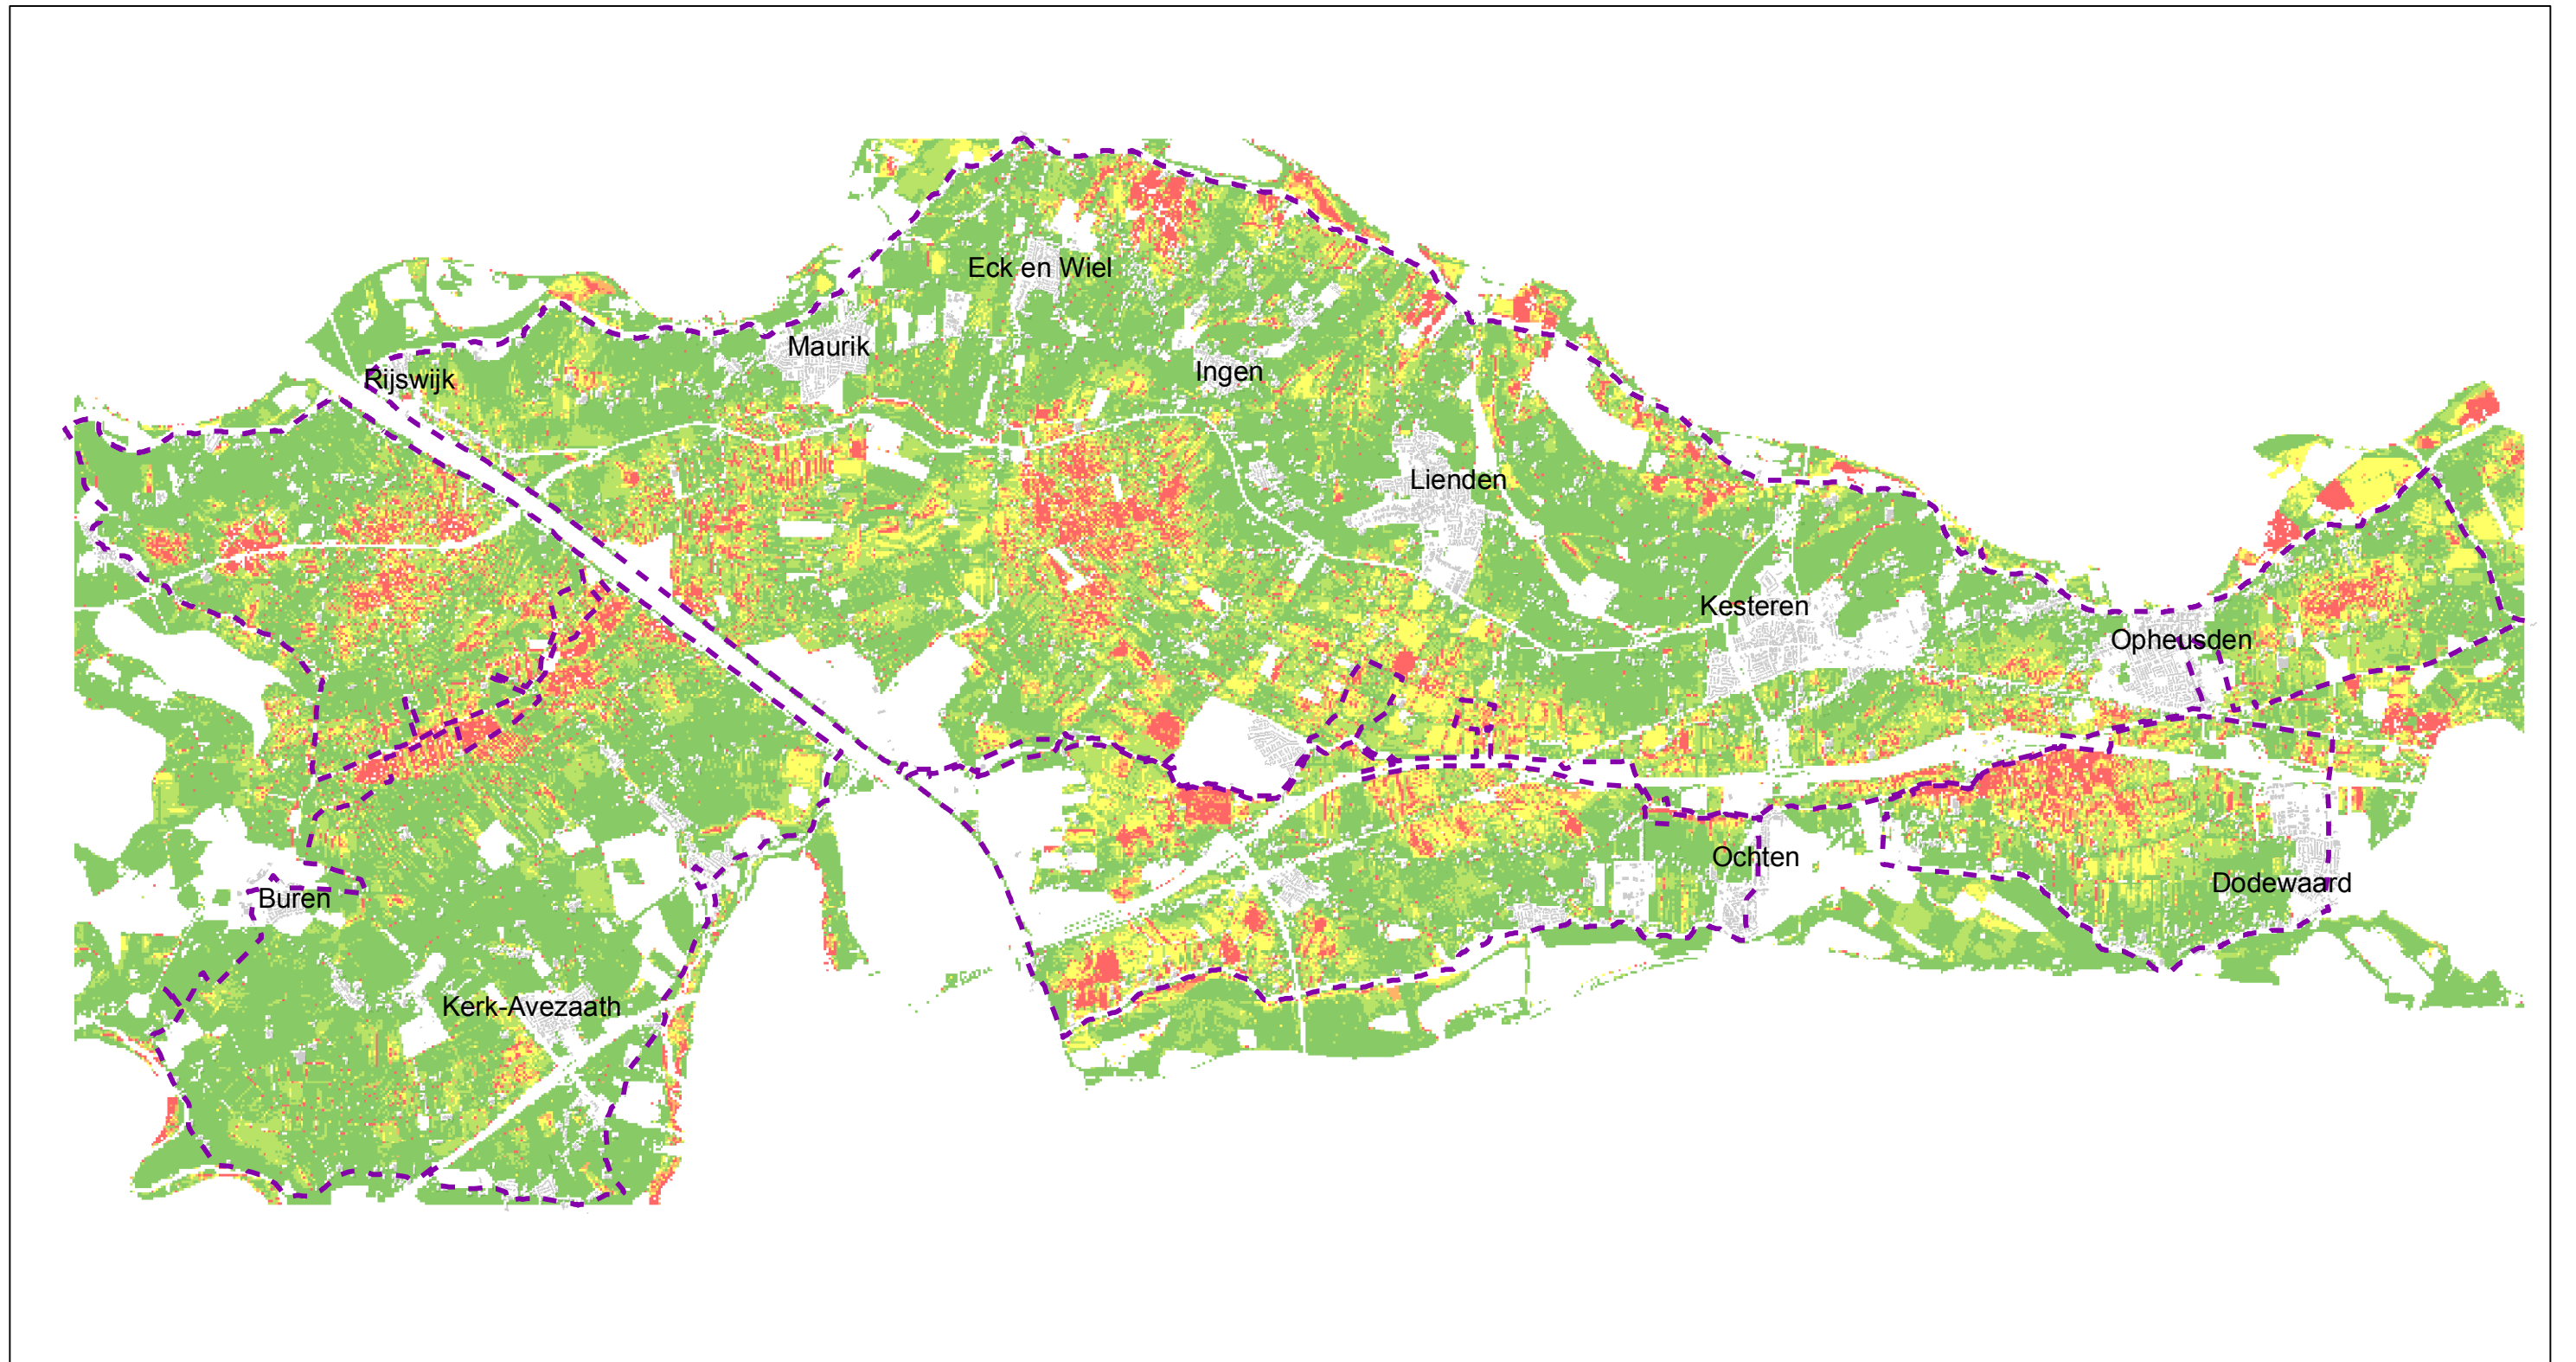 Eck en Wiel
Maurik
Rijswijk
Ingen
Lienden
Kesteren
Opheusden
Ochten
Dodewaard
Buren
Kerk-Avezaath